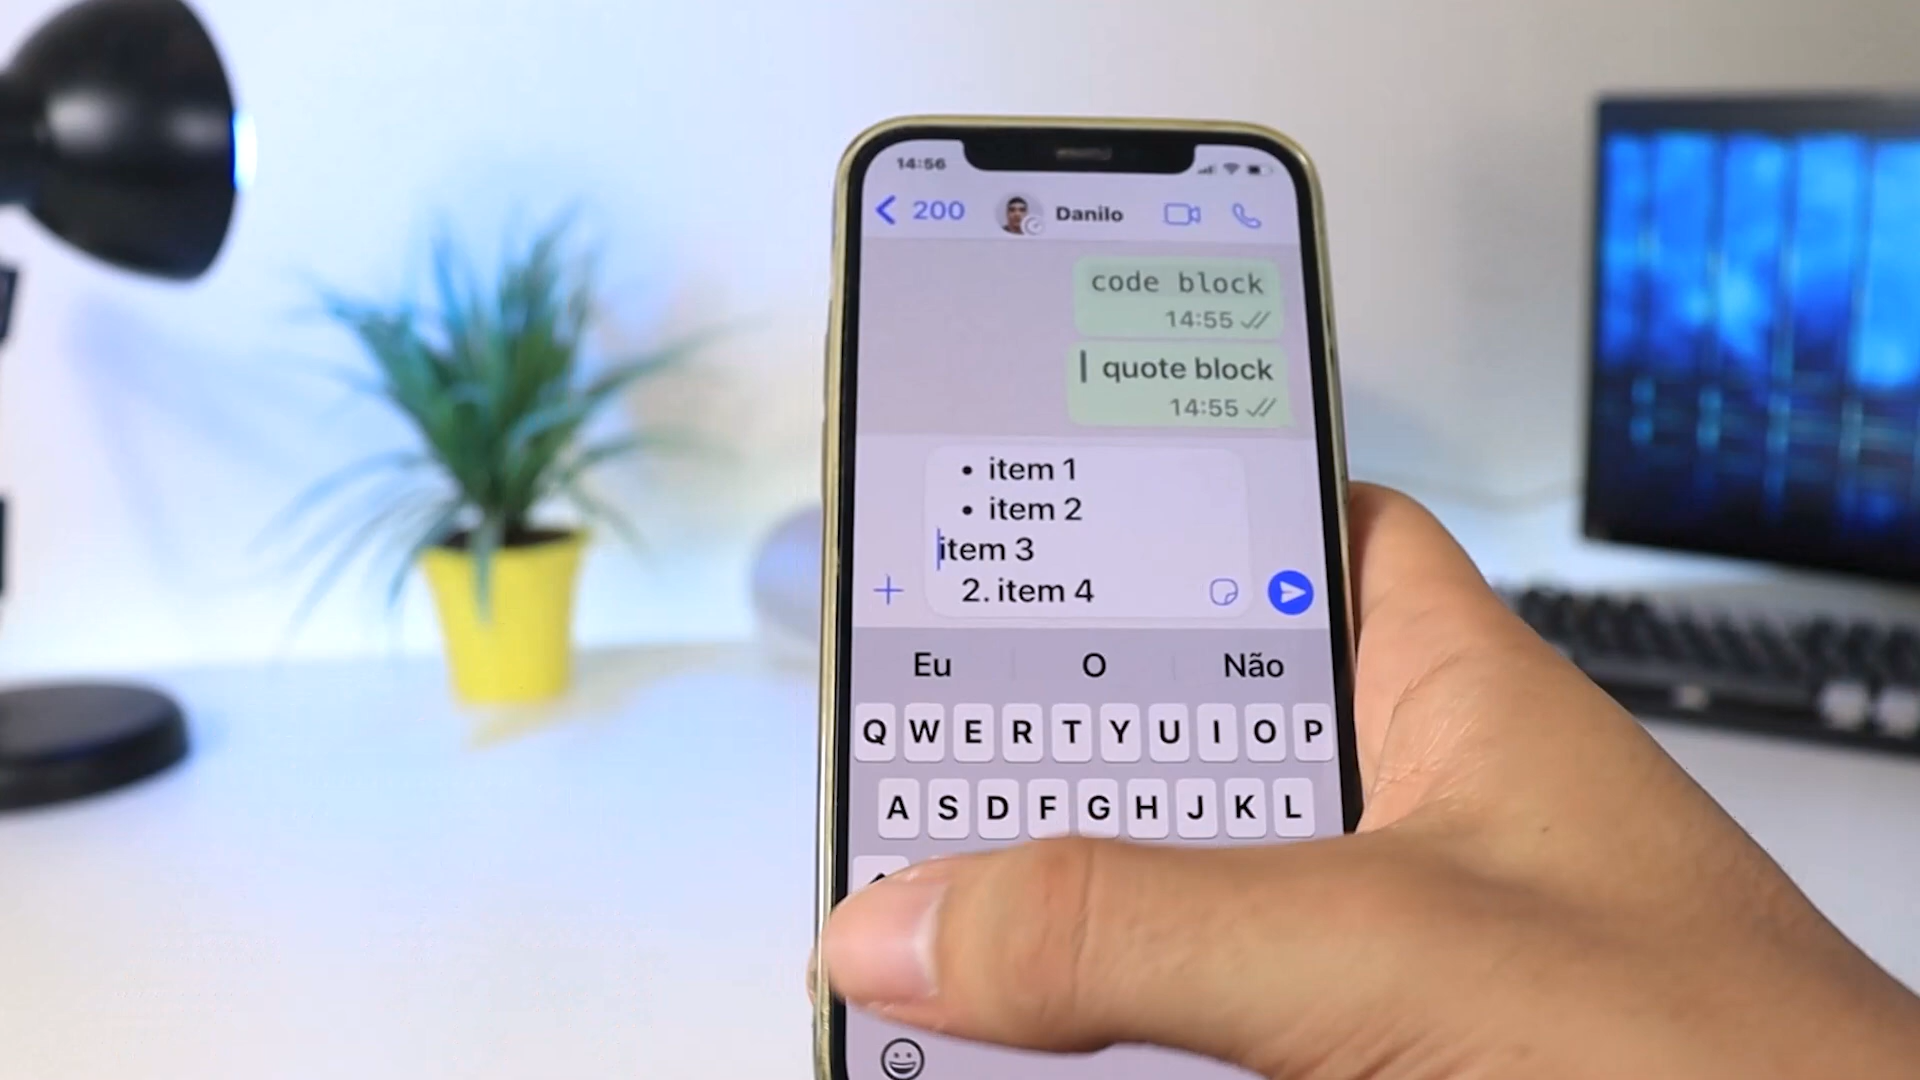 14:56
200 Danilo
code block
14:55
quote block
14:55
• item 1
• item 2
item 3
2. item 4
Eu O Não
Q W E R T Y U I O P
A S D F G H J K L